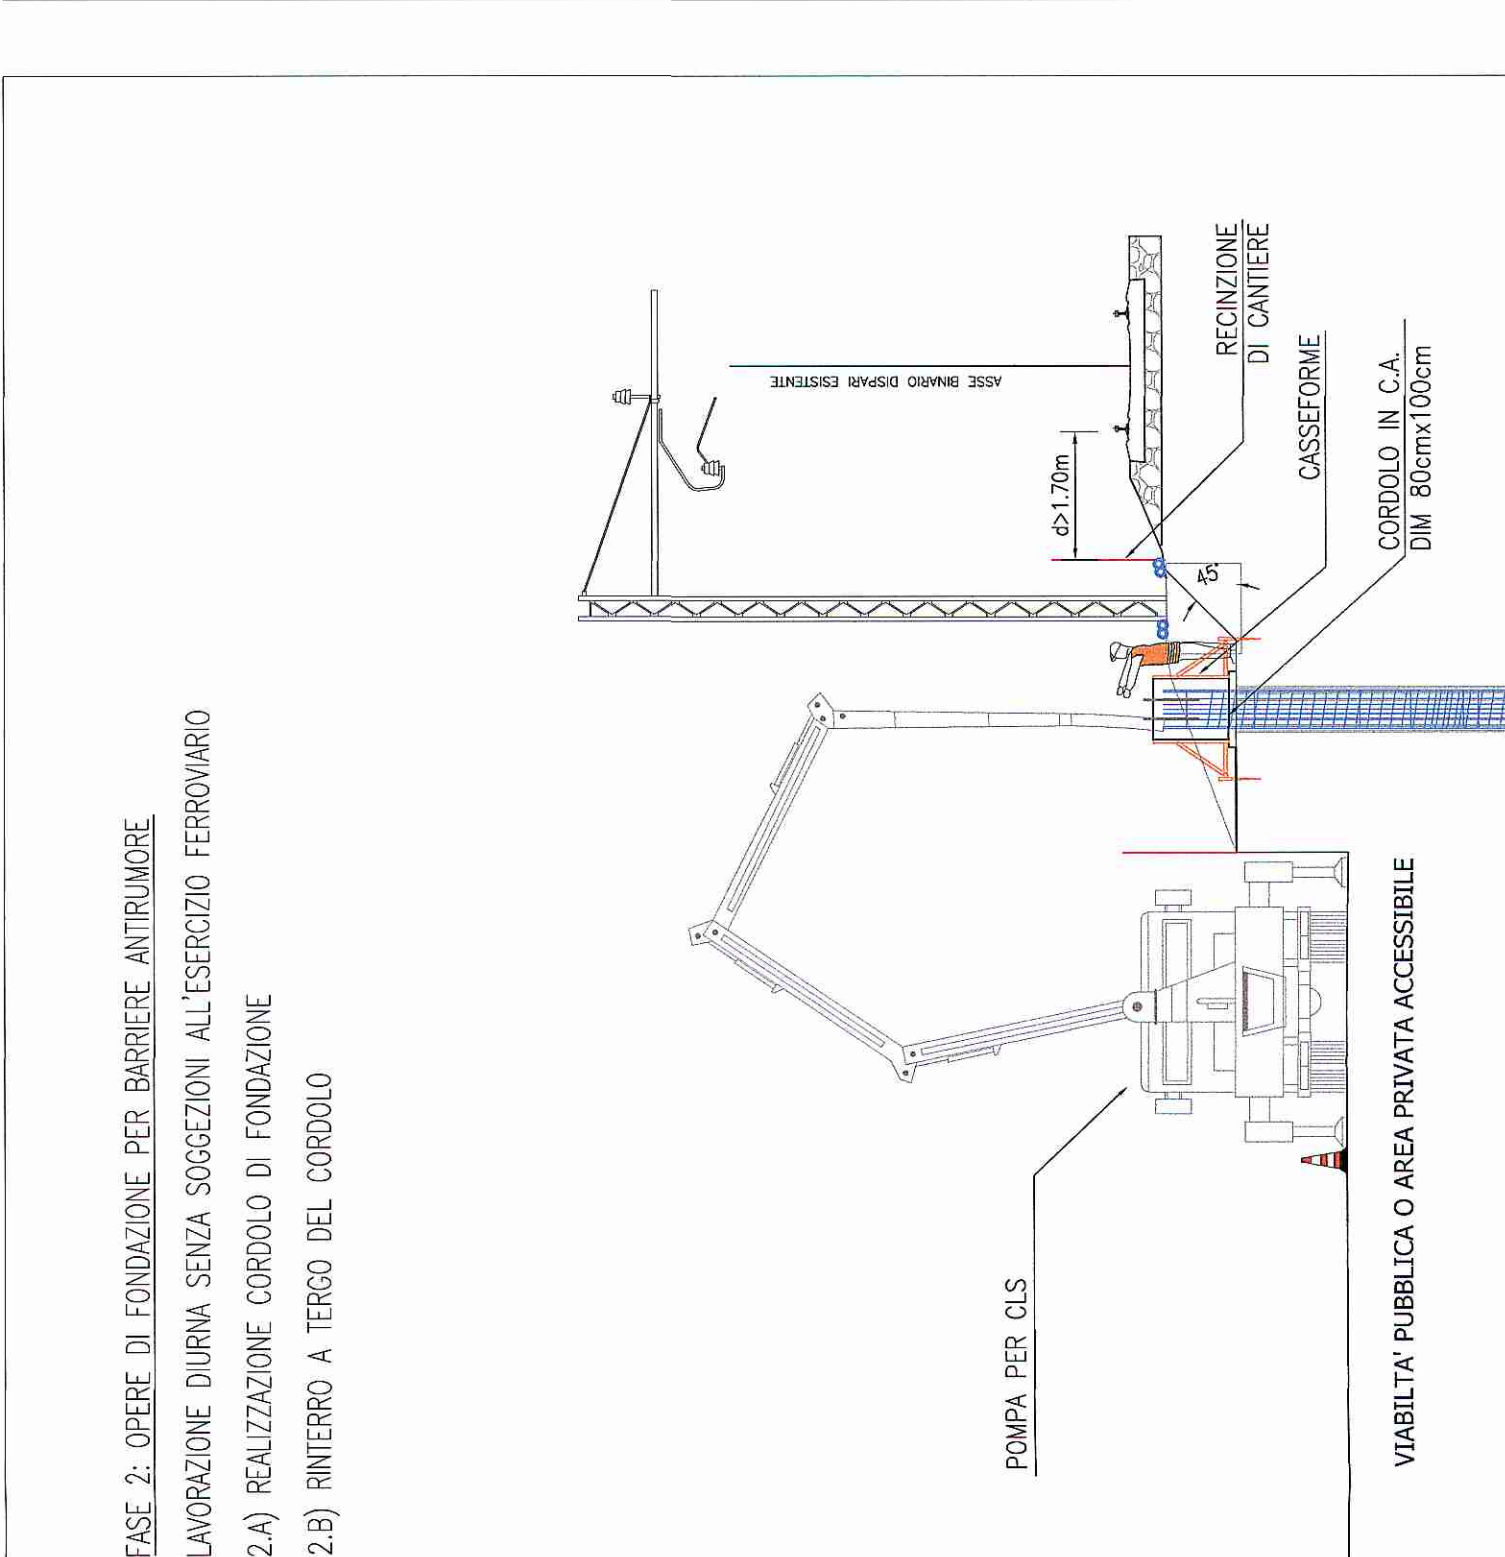 FASE 2: OPERE DI FONDAZIONE PER BARRIERE ANTIRUMORE
LAVORAZIONE DIURNA SENZA SOGGEZIONI ALL'ESERCIZIO FERROVIARIO
2.A) REALIZZAZIONE CORDOLO DI FONDAZIONE
2.B) RINTERRO A TERGO DEL CORDOLO
ASSE BINARIO DISPARI ESISTENTE
d>1.70m
RECINZIONE
DI CANTIERE
45°
CASSEFORME
CORDOLO IN C.A.
DIM 80cmx100cm
POMPA PER CLS
VIABILTA' PUBBLICA O AREA PRIVATA ACCESSIBILE